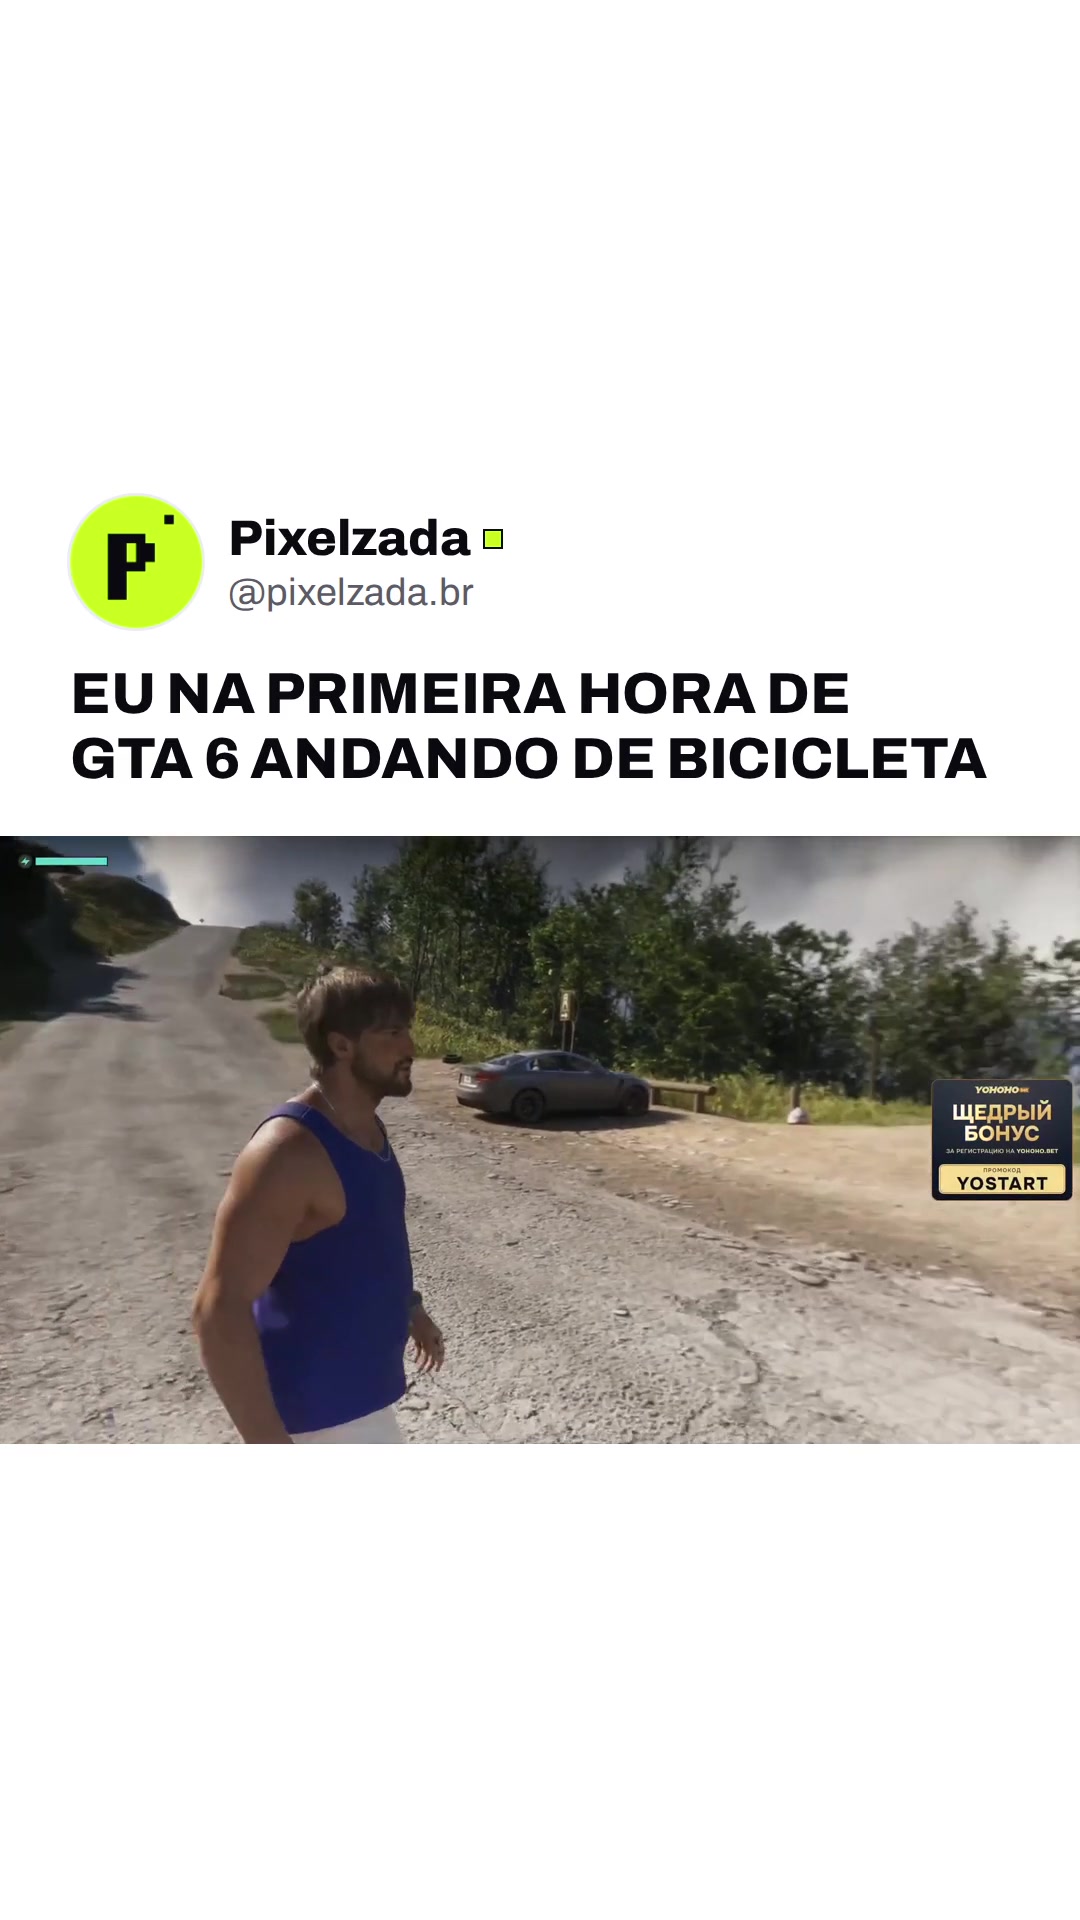 Pixelzada
@pixelzada.br
EU NA PRIMEIRA HORA DE
GTA 6 ANDANDO DE BICICLETA
YOHOHO
ЩЕДРЫЙ
БОНУС
ЗА РЕГИСТРАЦИЮ НА YOHOHO.BET
ПРОМОКОД
YOSTART